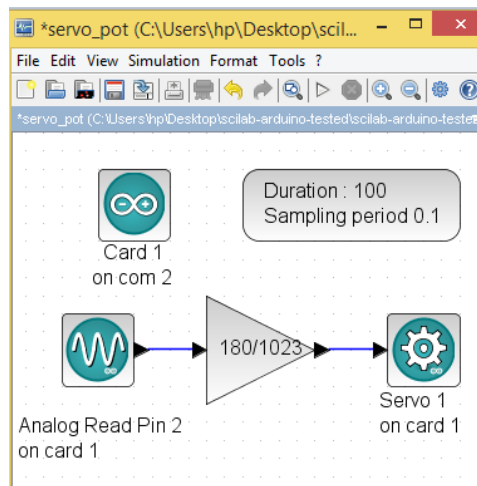 *servo_pot (C:\Users\hp\Desktop\scil...
File Edit View Simulation Format Tools ?
*servo_pot (C:\Users\hp\Desktop\scilab-arduino-tested\scilab-arduino-teste
Duration : 100
Sampling period 0.1
Card 1
on com 2
180/1023
Analog Read Pin 2
on card 1
Servo 1
on card 1